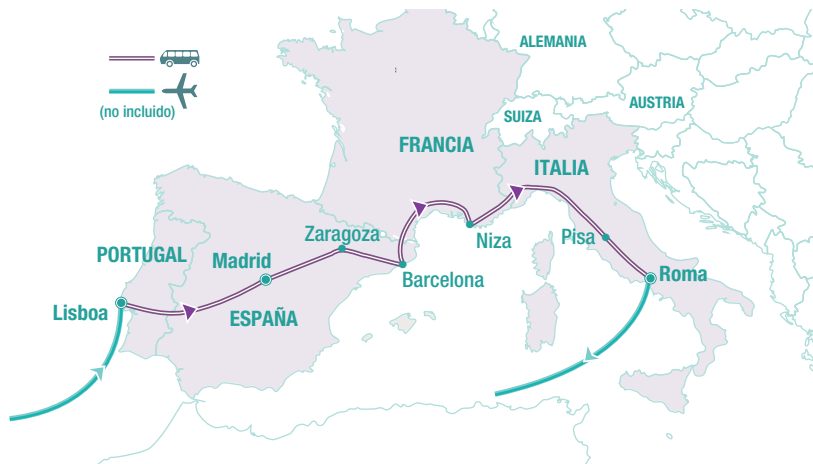 (no incluido)
ALEMANIA
SUIZA
AUSTRIA
FRANCIA
ITALIA
PORTUGAL
Madrid
Zaragoza
Niza
Pisa
Barcelona
Roma
Lisboa
ESPAÑA